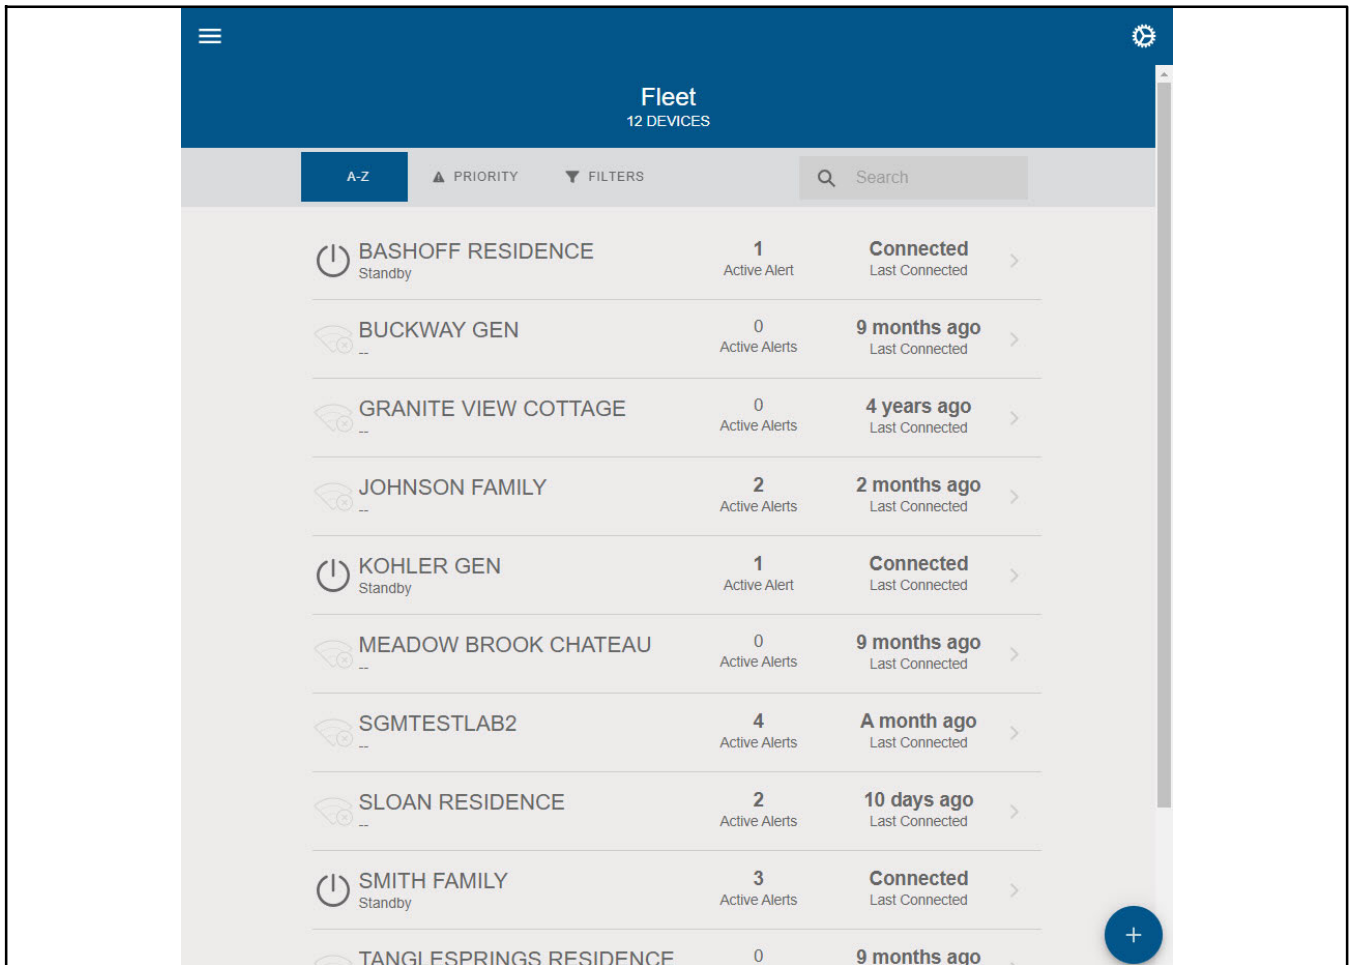 Fleet
12 DEVICES
A-Z PRIORITY FILTERS Search
BASHOFF RESIDENCE 1 Connected
Standby Active Alert Last Connected
BUCKWAY GEN 0 9 months ago
-- Active Alerts Last Connected
GRANITE VIEW COTTAGE 0 4 years ago
-- Active Alerts Last Connected
JOHNSON FAMILY 2 2 months ago
-- Active Alerts Last Connected
KOHLER GEN 1 Connected
Standby Active Alert Last Connected
MEADOW BROOK CHATEAU 0 9 months ago
-- Active Alerts Last Connected
SGMTESTLAB2 4 A month ago
-- Active Alerts Last Connected
SLOAN RESIDENCE 2 10 days ago
-- Active Alerts Last Connected
SMITH FAMILY 3 Connected
Standby Active Alerts Last Connected
TANGLESPRINGS RESIDENCE 0 9 months ago